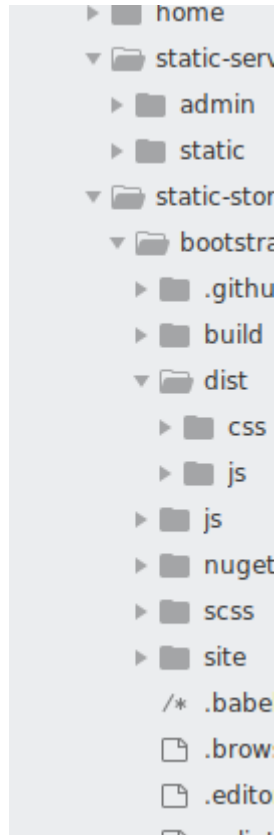 home
static-serv
admin
static
static-stor
bootstra
.githu
build
dist
css
js
js
nuget
scss
site
/* .babe
.brows
.edito